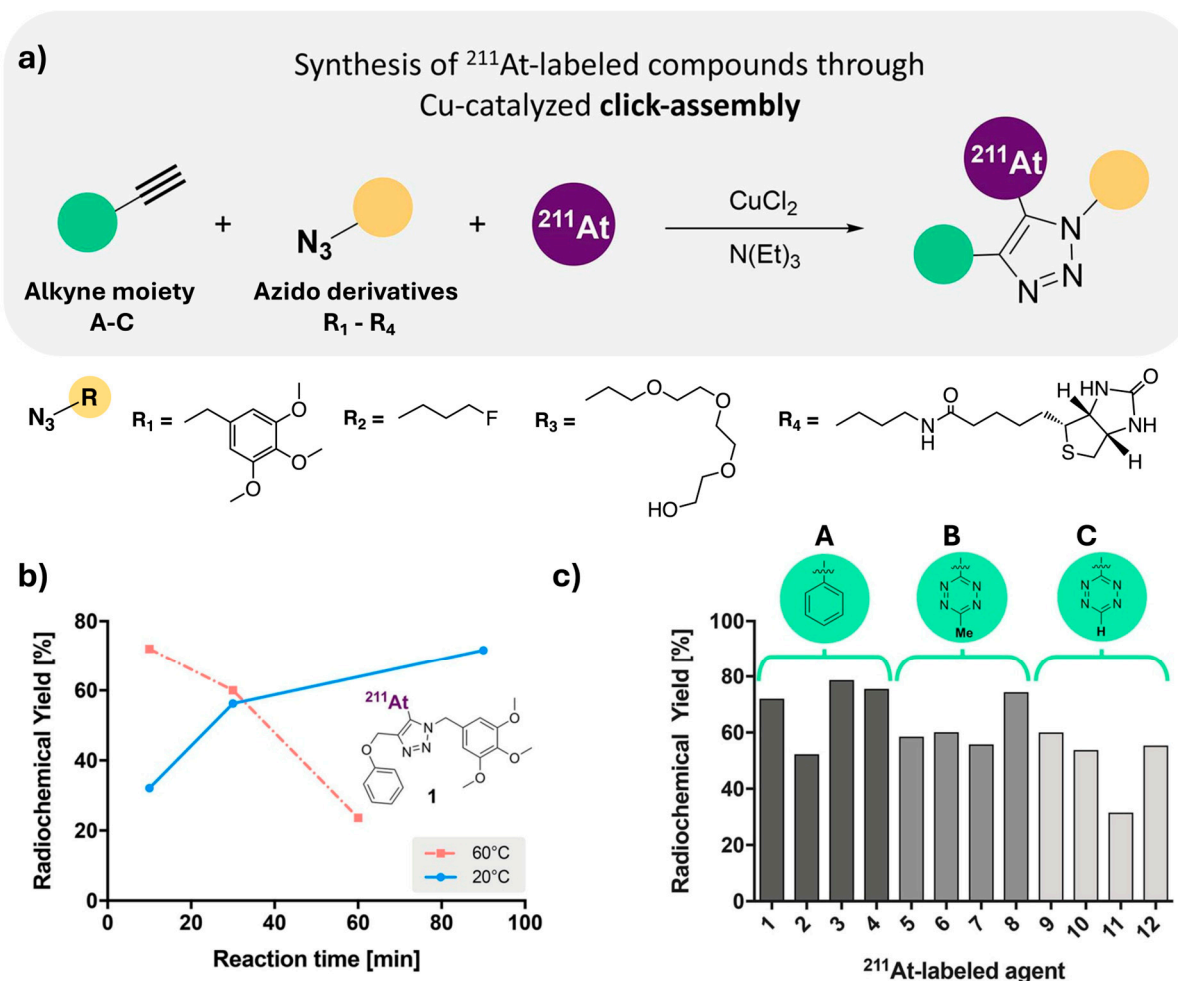 a)
Synthesis of ²¹¹At-labeled compounds through
Cu-catalyzed click-assembly
+ N₃ + ²¹¹At CuCl₂ N(Et)₃ ²¹¹At N N N
Alkyne moiety
A-C
Azido derivatives
R₁ - R₄
N₃ R
R₁ = O O O
R₂ = F
R₃ = O O O HO
R₄ = N H O H HN O NH S H
b)
Radiochemical Yield [%]
80
60
40
20
0
0 20 40 60 80 100
Reaction time [min]
²¹¹At
N N N O O O O
1
60°C
20°C
c)
A B C
N N N N Me
N N N N H
Radiochemical Yield [%]
100
80
60
40
20
0
1 2 3 4 5 6 7 8 9 10 11 12
²¹¹At-labeled agent